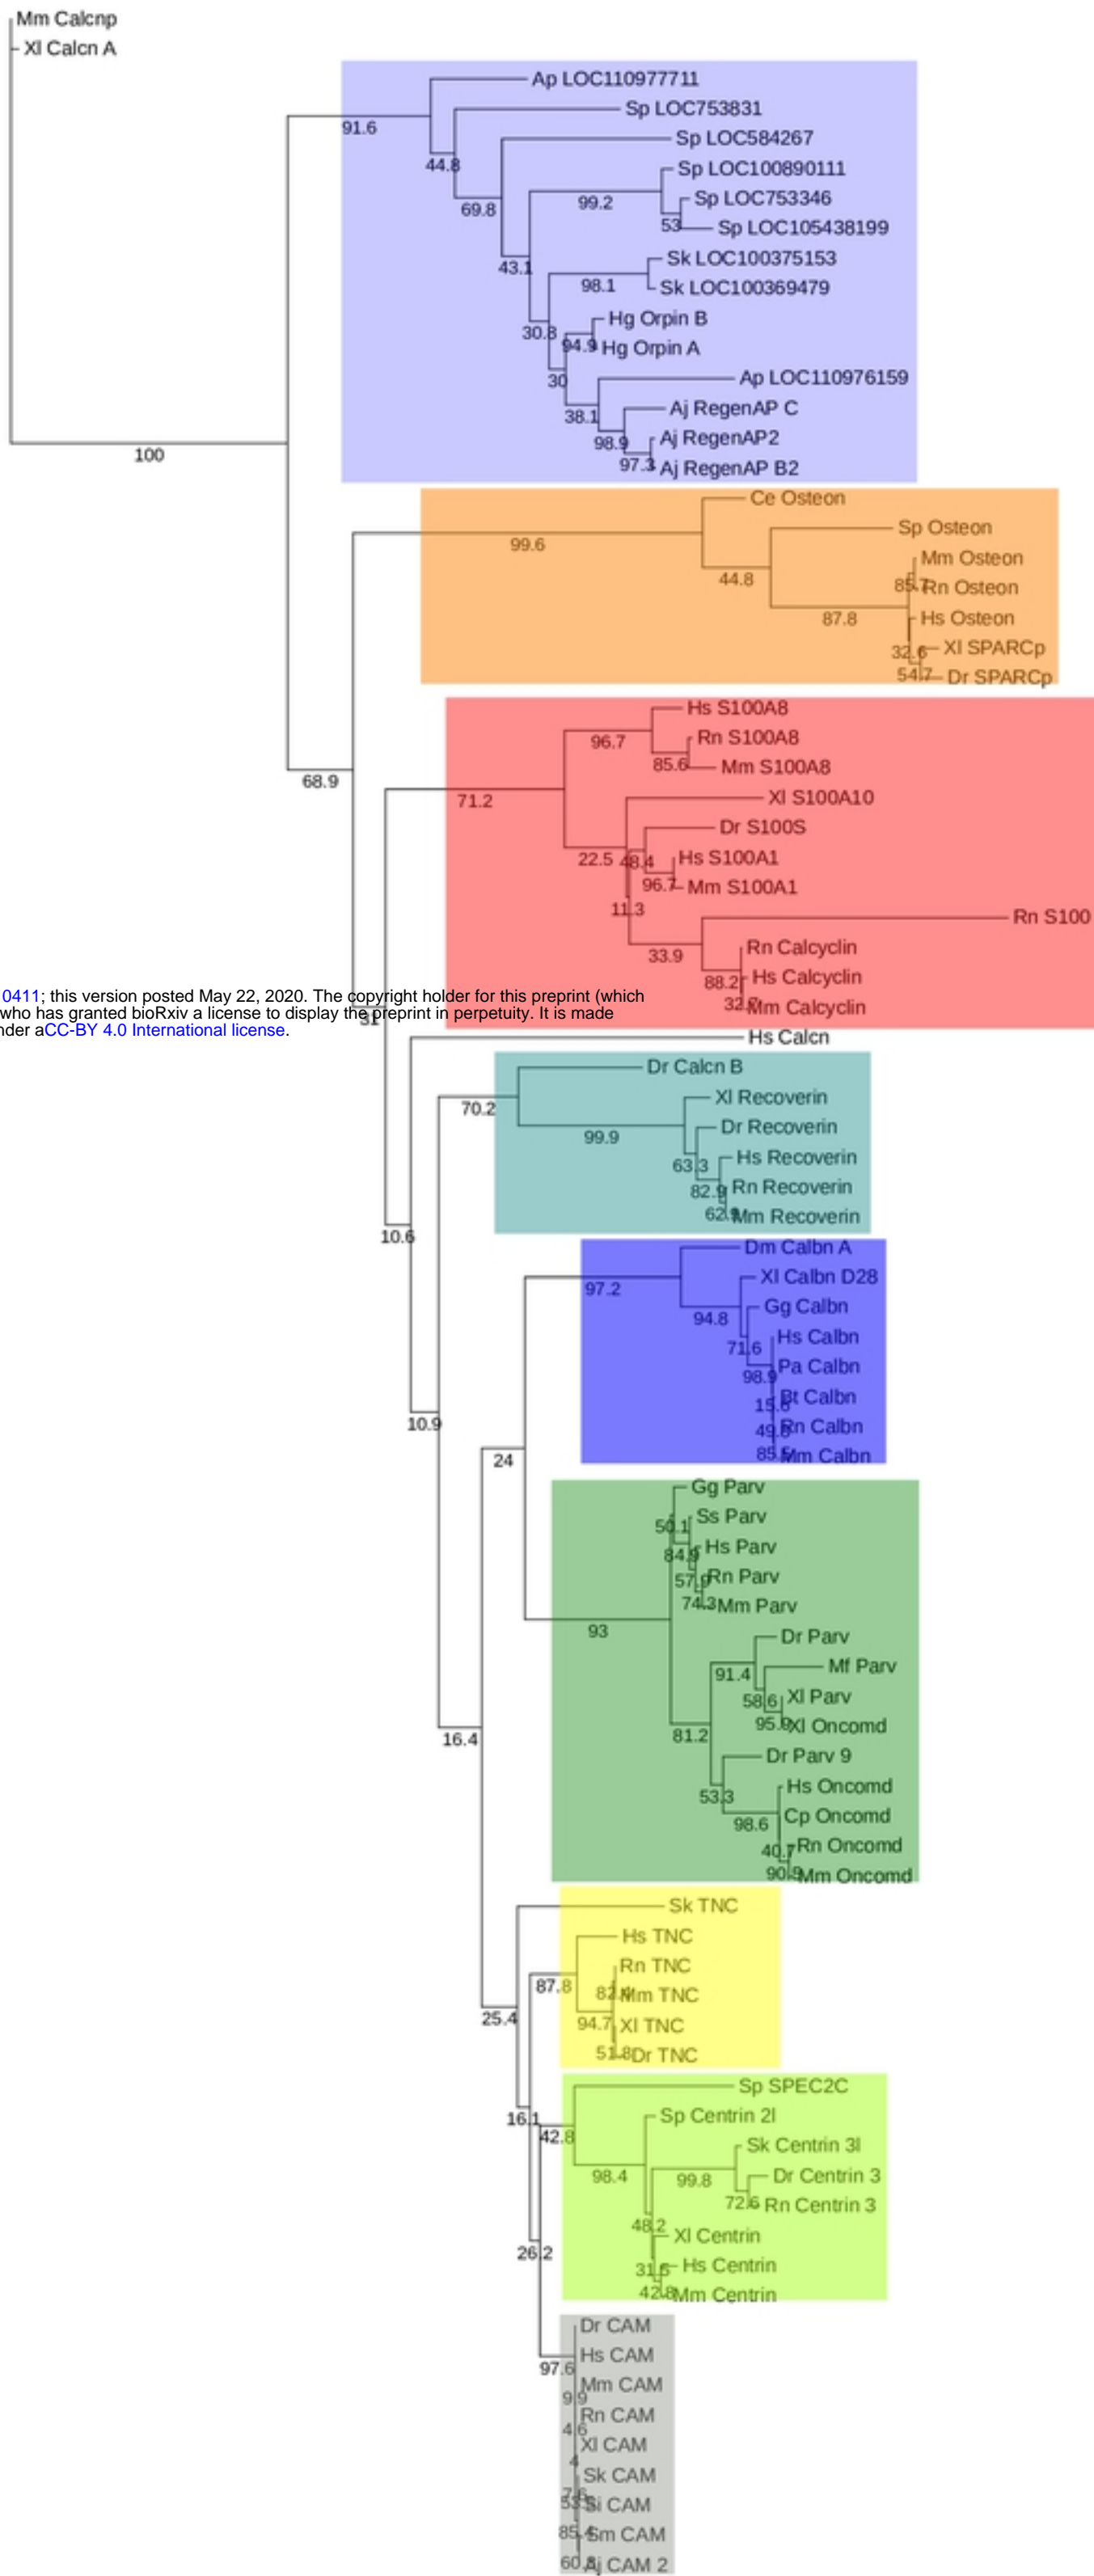 Mm Calcnp
Xl Calcn A
Ap LOC110977711
91.6
Sp LOC753831
44.8
Sp LOC584267
69.8
Sp LOC100890111
99.2
Sp LOC753346
53
Sp LOC105438199
43.1
Sk LOC100375153
98.1
Sk LOC100369479
Hg Orpin B
30.8
94.9
Hg Orpin A
30
Ap LOC110976159
38.1
Aj RegenAP C
98.9
Aj RegenAP2
100
97.3
Aj RegenAP B2
Ce Osteon
Sp Osteon
99.6
Mm Osteon
44.8
85.7
Rn Osteon
87.8
Hs Osteon
32.6
Xl SPARCp
54.7
Dr SPARCp
Hs S100A8
96.7
Rn S100A8
85.6
Mm S100A8
68.9
71.2
Xl S100A10
Dr S100S
22.5
48.4
Hs S100A1
96.7
Mm S100A1
11.3
Rn S100
33.9
Rn Calcyclin
88.2
Hs Calcyclin
0411; this version posted May 22, 2020. The copyright holder for this preprint (which
Mm Calcyclin
who has granted bioRxiv a license to display the preprint in perpetuity. It is made
31
nder aCC-BY 4.0 International license.
Hs Calcn
Dr Calcn B
70.2
Xl Recoverin
99.9
Dr Recoverin
63.3
Hs Recoverin
82.9
Rn Recoverin
Mm Recoverin
10.6
Dm Calbn A
Xl Calbn D28
97.2
94.8
Gg Calbn
71.6
Hs Calbn
98.9
Pa Calbn
Bt Calbn
10.9
Rn Calbn
24
Mm Calbn
Gg Parv
50.1
Ss Parv
84.9
Hs Parv
Rn Parv
74.3
Mm Parv
93
Dr Parv
91.4
Mf Parv
58.6
Xl Parv
81.2
Xl Oncomd
16.4
Dr Parv 9
53.3
Hs Oncomd
98.6
Cp Oncomd
40.7
Rn Oncomd
Mm Oncomd
Sk TNC
Hs TNC
87.8
Rn TNC
Mm TNC
25.4
94.7
Xl TNC
51.8
Dr TNC
Sp SPEC2C
16.1
42.8
Sp Centrin 2l
98.4
99.8
Sk Centrin 3l
Dr Centrin 3
72.6
Rn Centrin 3
48.2
Xl Centrin
26.2
Hs Centrin
42.8
Mm Centrin
Dr CAM
97.6
Hs CAM
9.9
Mm CAM
4.6
Rn CAM
4
Xl CAM
Sk CAM
Si CAM
Sm CAM
Aj CAM 2